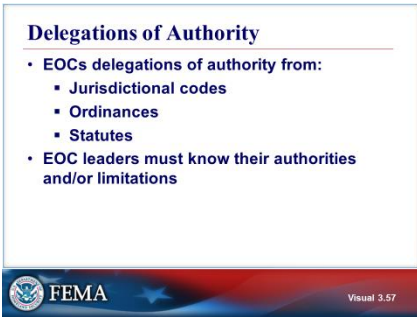 Delegations of Authority
• EOCs delegations of authority from:
▪ Jurisdictional codes
▪ Ordinances
▪ Statutes
• EOC leaders must know their authorities
and/or limitations
FEMA
Visual 3.57